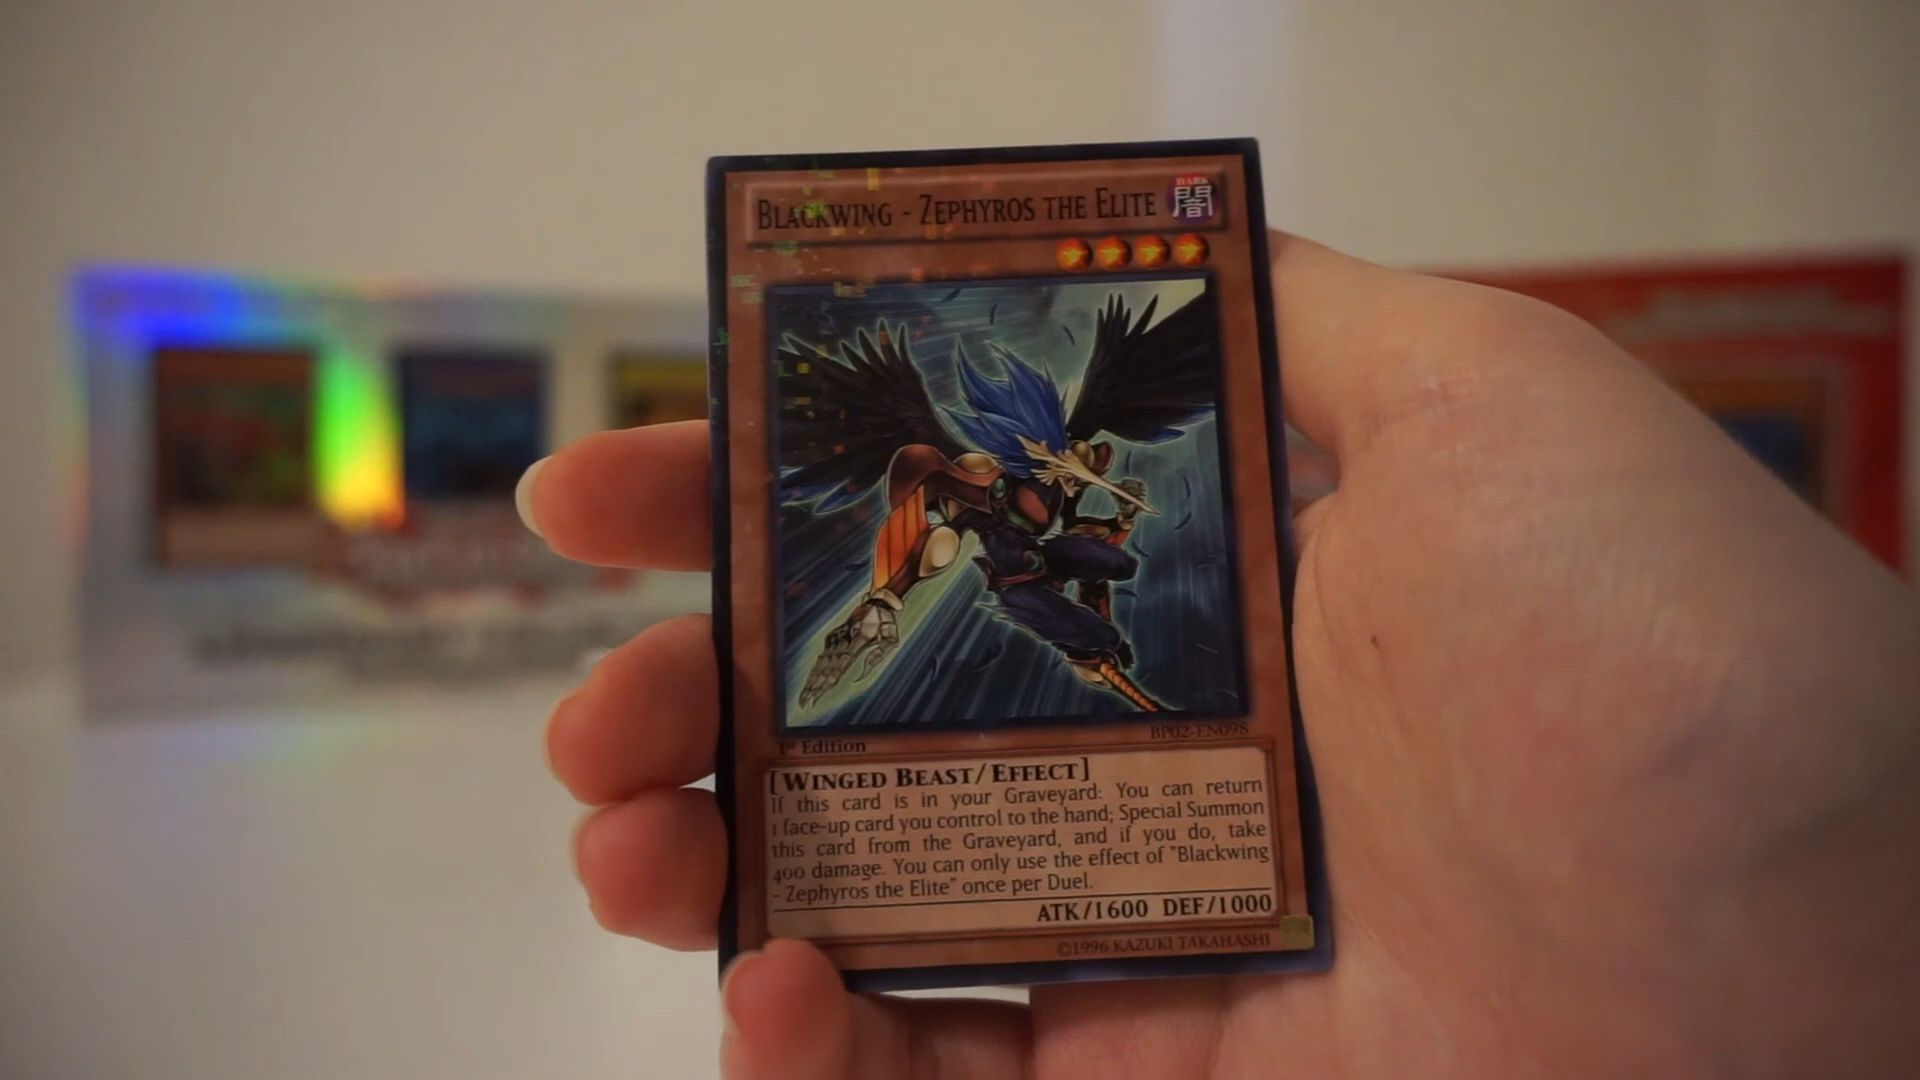 BLACKWING - ZEPHYROS THE ELITE
DARK
闇
1st Edition
BP02-EN098
[WINGED BEAST/EFFECT]
If this card is in your Graveyard: You can return
1 face-up card you control to the hand; Special Summon
this card from the Graveyard, and if you do, take
400 damage. You can only use the effect of "Blackwing
- Zephyros the Elite" once per Duel.
ATK/1600 DEF/1000
©1996 KAZUKI TAKAHASHI